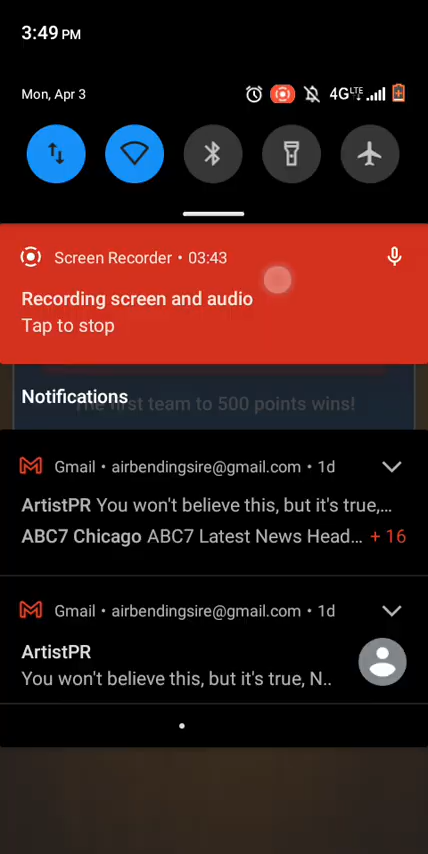 3:49 PM
Mon, Apr 3
4G LTE
Screen Recorder • 03:43
Recording screen and audio
Tap to stop
Notifications
The first team to 500 points wins!
Gmail • airbendingsire@gmail.com • 1d
ArtistPR You won't believe this, but it's true,...
ABC7 Chicago ABC7 Latest News Head... + 16
Gmail • airbendingsire@gmail.com • 1d
ArtistPR
You won't believe this, but it's true, N..